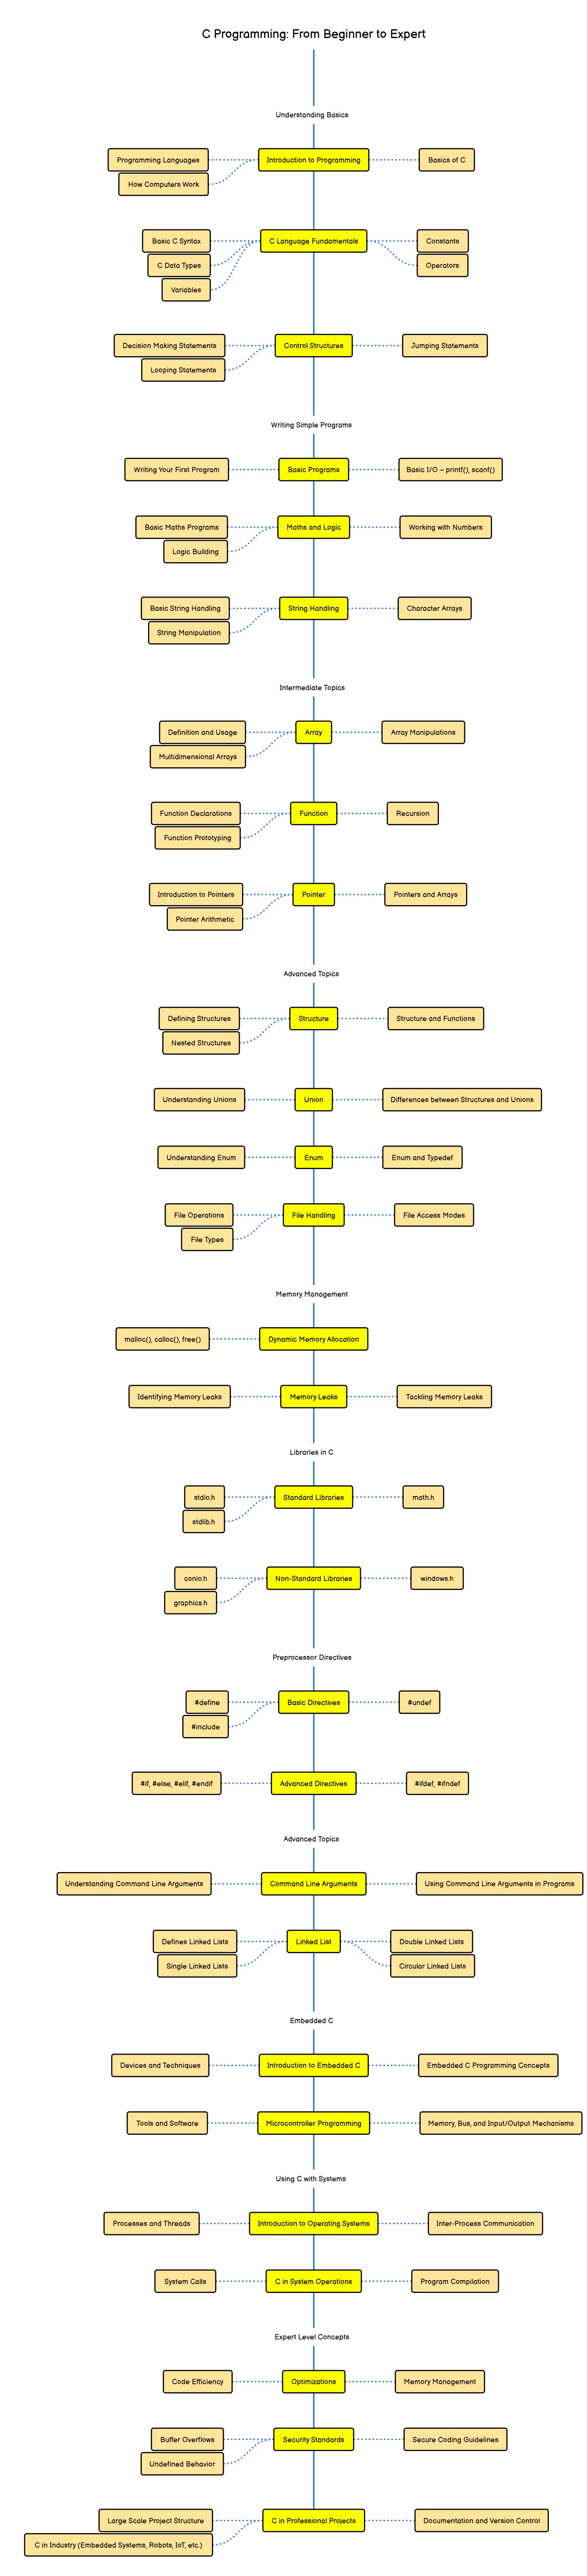 C Programming: From Beginner to Expert
Understanding Basics
Programming Languages
Introduction to Programming
Basics of C
How Computers Work
Basic C Syntax
C Language Fundamentals
Constants
C Data Types
Operators
Variables
Decision Making Statements
Control Structures
Jumping Statements
Looping Statements
Writing Simple Programs
Writing Your First Program
Basic Programs
Basic I/O – printf(), scanf()
Basic Maths Programs
Maths and Logic
Working with Numbers
Logic Building
Basic String Handling
String Handling
Character Arrays
String Manipulation
Intermediate Topics
Definition and Usage
Array
Array Manipulations
Multidimensional Arrays
Function Declarations
Function
Recursion
Function Prototyping
Introduction to Pointers
Pointer
Pointers and Arrays
Pointer Arithmetic
Advanced Topics
Defining Structures
Structure
Structure and Functions
Nested Structures
Understanding Unions
Union
Differences between Structures and Unions
Understanding Enum
Enum
Enum and Typedef
File Operations
File Handling
File Access Modes
File Types
Memory Management
malloc(), calloc(), free()
Dynamic Memory Allocation
Identifying Memory Leaks
Memory Leaks
Tackling Memory Leaks
Libraries in C
stdio.h
Standard Libraries
math.h
stdlib.h
conio.h
Non-Standard Libraries
windows.h
graphics.h
Preprocessor Directives
#define
Basic Directives
#undef
#include
#if, #else, #elif, #endif
Advanced Directives
#ifdef, #ifndef
Advanced Topics
Understanding Command Line Arguments
Command Line Arguments
Using Command Line Arguments in Programs
Defines Linked Lists
Linked List
Double Linked Lists
Single Linked Lists
Circular Linked Lists
Embedded C
Devices and Techniques
Introduction to Embedded C
Embedded C Programming Concepts
Tools and Software
Microcontroller Programming
Memory, Bus, and Input/Output Mechanisms
Using C with Systems
Processes and Threads
Introduction to Operating Systems
Inter-Process Communication
System Calls
C in System Operations
Program Compilation
Expert Level Concepts
Code Efficiency
Optimizations
Memory Management
Buffer Overflows
Security Standards
Secure Coding Guidelines
Undefined Behavior
Large Scale Project Structure
C in Professional Projects
Documentation and Version Control
C in Industry (Embedded Systems, Robots, IoT, etc.)